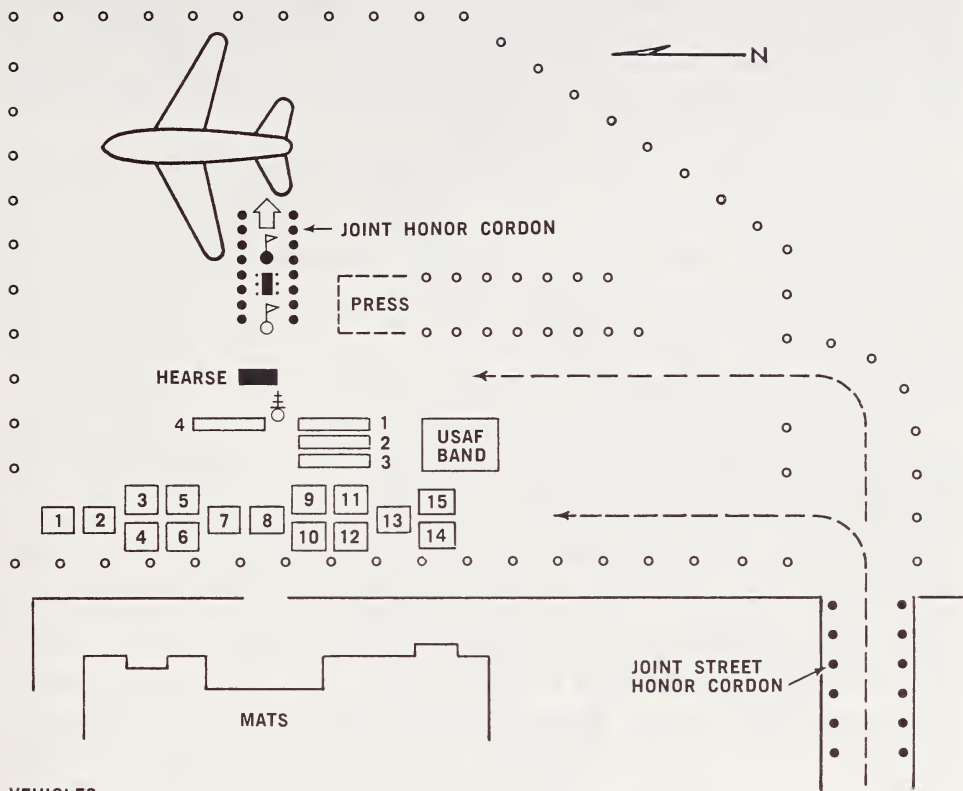 N
JOINT HONOR CORDON
PRESS
HEARSE
4
1
2
3
USAF
BAND
1
2
3
4
5
6
7
8
9
10
11
12
13
15
14
JOINT STREET
HONOR CORDON
MATS
VEHICLES